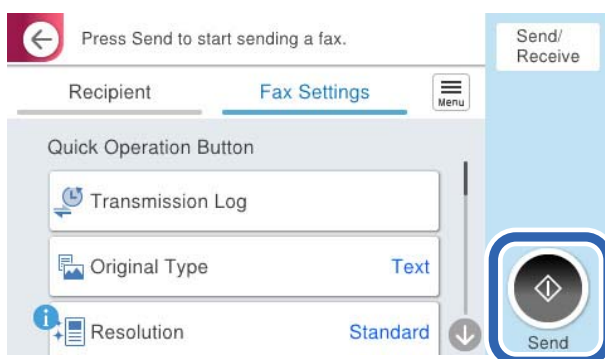 Press Send to start sending a fax.
Send/
Receive
Recipient
Fax Settings
Menu
Quick Operation Button
Transmission Log
Original Type
Text
Resolution
Standard
Send